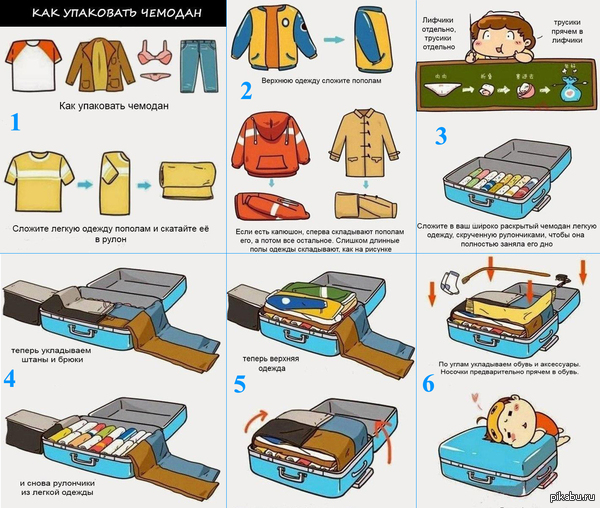 КАК УПАКОВАТЬ ЧЕМОДАН
Как упаковать чемодан
1
Сложите легкую одежду пополам и скатайте её
в рулон
2
Верхнюю одежду сложите пополам
Если есть капюшон, сперва складывают пополам
его, а потом все остальное. Слишком длинные
полы одежды складывают, как на рисунке
Лифчики
отдельно,
трусики
отдельно
трусики
прячем в
лифчики
3
Сложите в ваш широко раскрытый чемодан легкую
одежду, скрученную рулончиками, чтобы она
полностью заняла его дно
теперь укладываем
штаны и брюки
4
и снова рулончики
из легкой одежды
теперь верхняя
одежда
5
По углам укладываем обувь и аксессуары.
Носочки предварительно прячем в обувь.
6
pikabu.ru